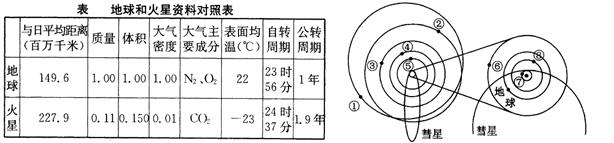 表 地球和火星资料对照表
与日平均距离(百万千米) 质量 体积 大气密度 大气主要成分 表面均温(℃) 自转周期 公转周期
地球 149.6 1.00 1.00 1.00 N₂、O₂ 22 23时56分 1年
火星 227.9 0.11 0.150 0.01 CO₂ －23 24时37分 1.9年
② ④ ③ ⑤ ① 彗星
⑥ ⑧ ⑦ 地球 彗星